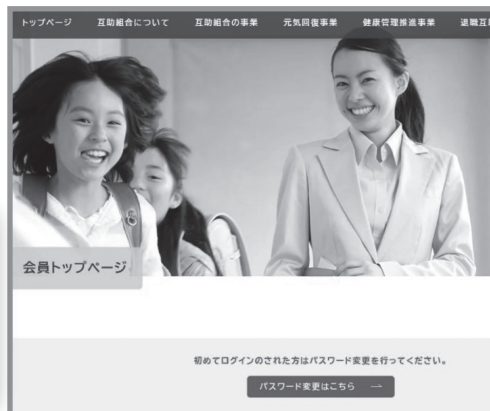 トップページ 互助組合について 互助組合の事業 元気回復事業 健康管理推進事業 退職互
会員トップページ
初めてログインのされた方はパスワード変更を行ってください。
パスワード変更はこちら →